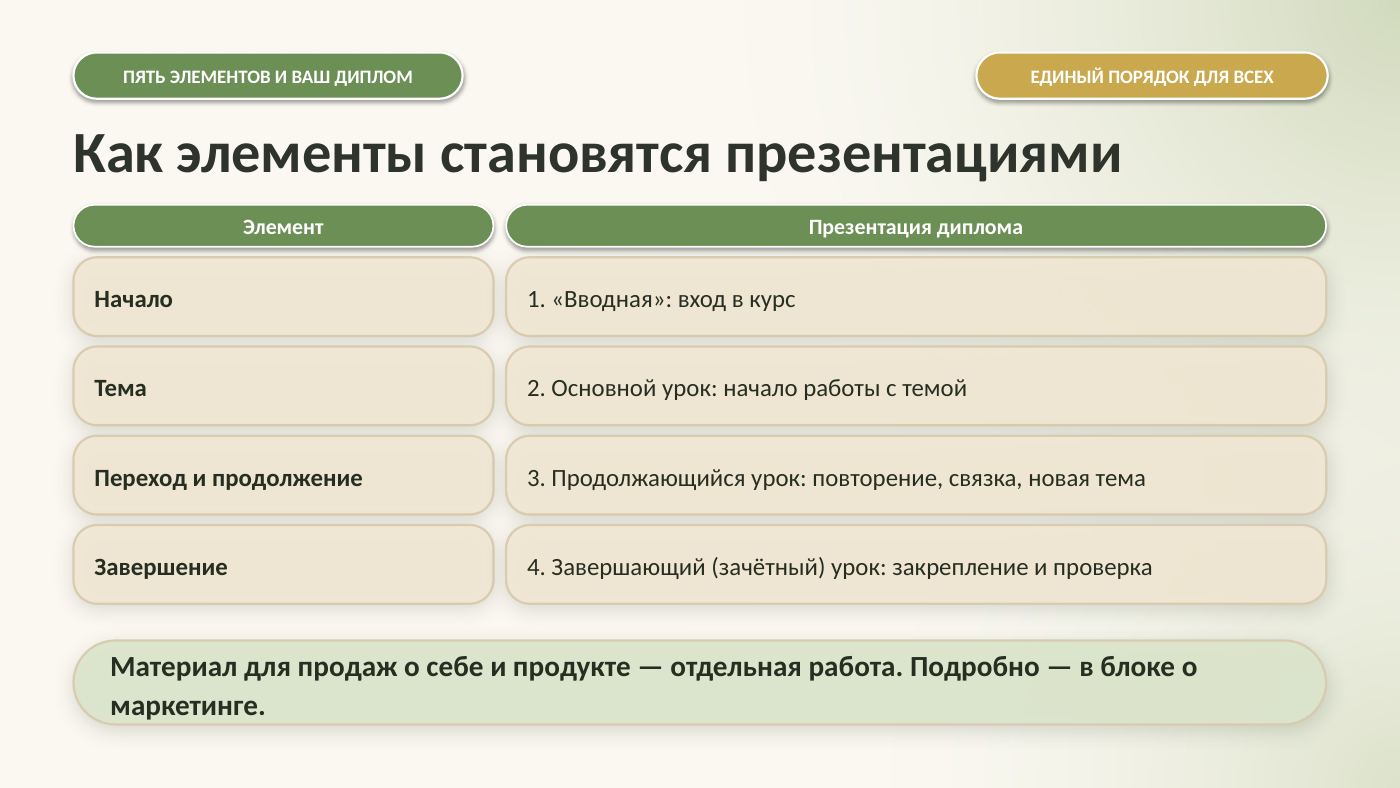 ПЯТЬ ЭЛЕМЕНТОВ И ВАШ ДИПЛОМ
ЕДИНЫЙ ПОРЯДОК ДЛЯ ВСЕХ
Как элементы становятся презентациями
Элемент
Презентация диплома
Начало
1. «Вводная»: вход в курс
Тема
2. Основной урок: начало работы с темой
Переход и продолжение
3. Продолжающийся урок: повторение, связка, новая тема
Завершение
4. Завершающий (зачётный) урок: закрепление и проверка
Материал для продаж о себе и продукте — отдельная работа. Подробно — в блоке о
маркетинге.